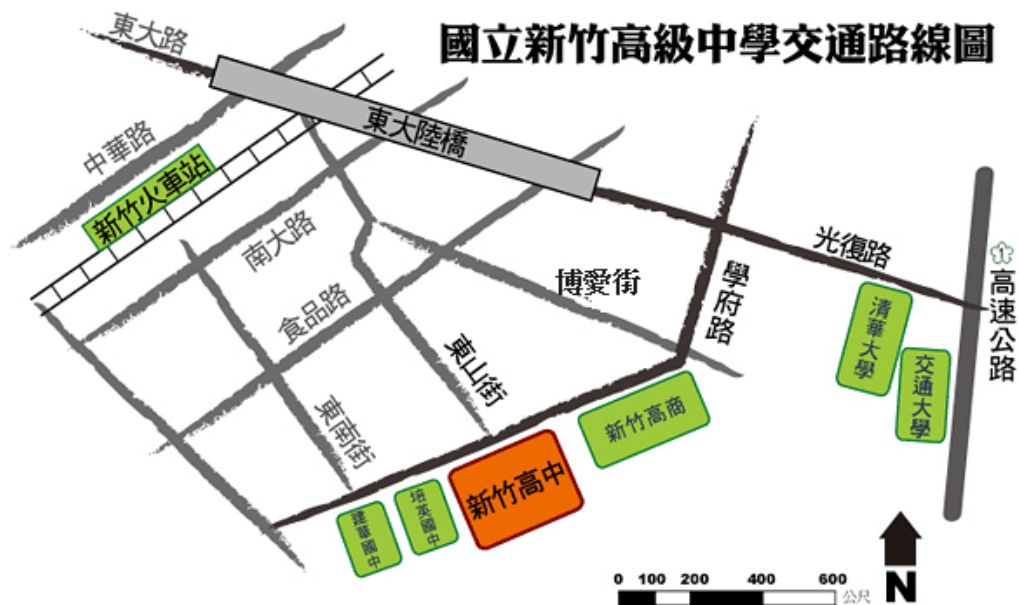 東大路
國立新竹高級中學交通路線圖
東大陸橋
中華路
新竹火車站
南大路
食品路
博愛街
學府路
光復路
1
高速公路
清華大學
交通大學
東山街
東南街
新竹高商
新竹高中
培英國中
建華國中
0 100 200 400 600
公尺
N